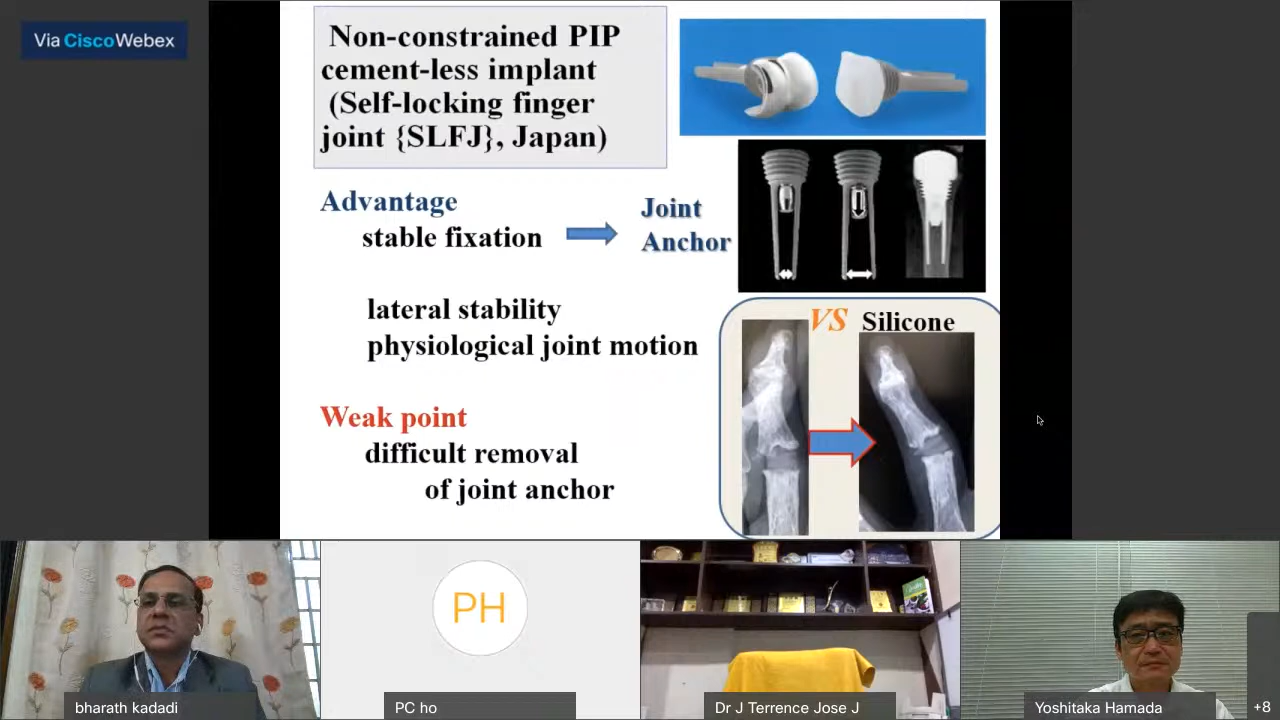 Via Cisco Webex
Non-constrained PIP
cement-less implant
(Self-locking finger
joint {SLFJ}, Japan)
Advantage
stable fixation
Joint
Anchor
lateral stability
physiological joint motion
Weak point
difficult removal
of joint anchor
VS Silicone
PH
bharath kadadi
PC ho
Dr J Terrence Jose J
Yoshitaka Hamada
+8